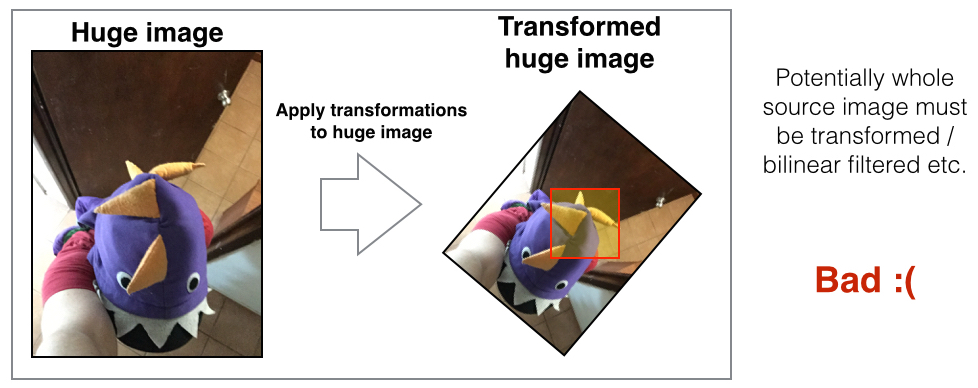 Huge image
Transformed
huge image
Apply transformations
to huge image
Potentially whole
source image must
be transformed /
bilinear filtered etc.
Bad :(